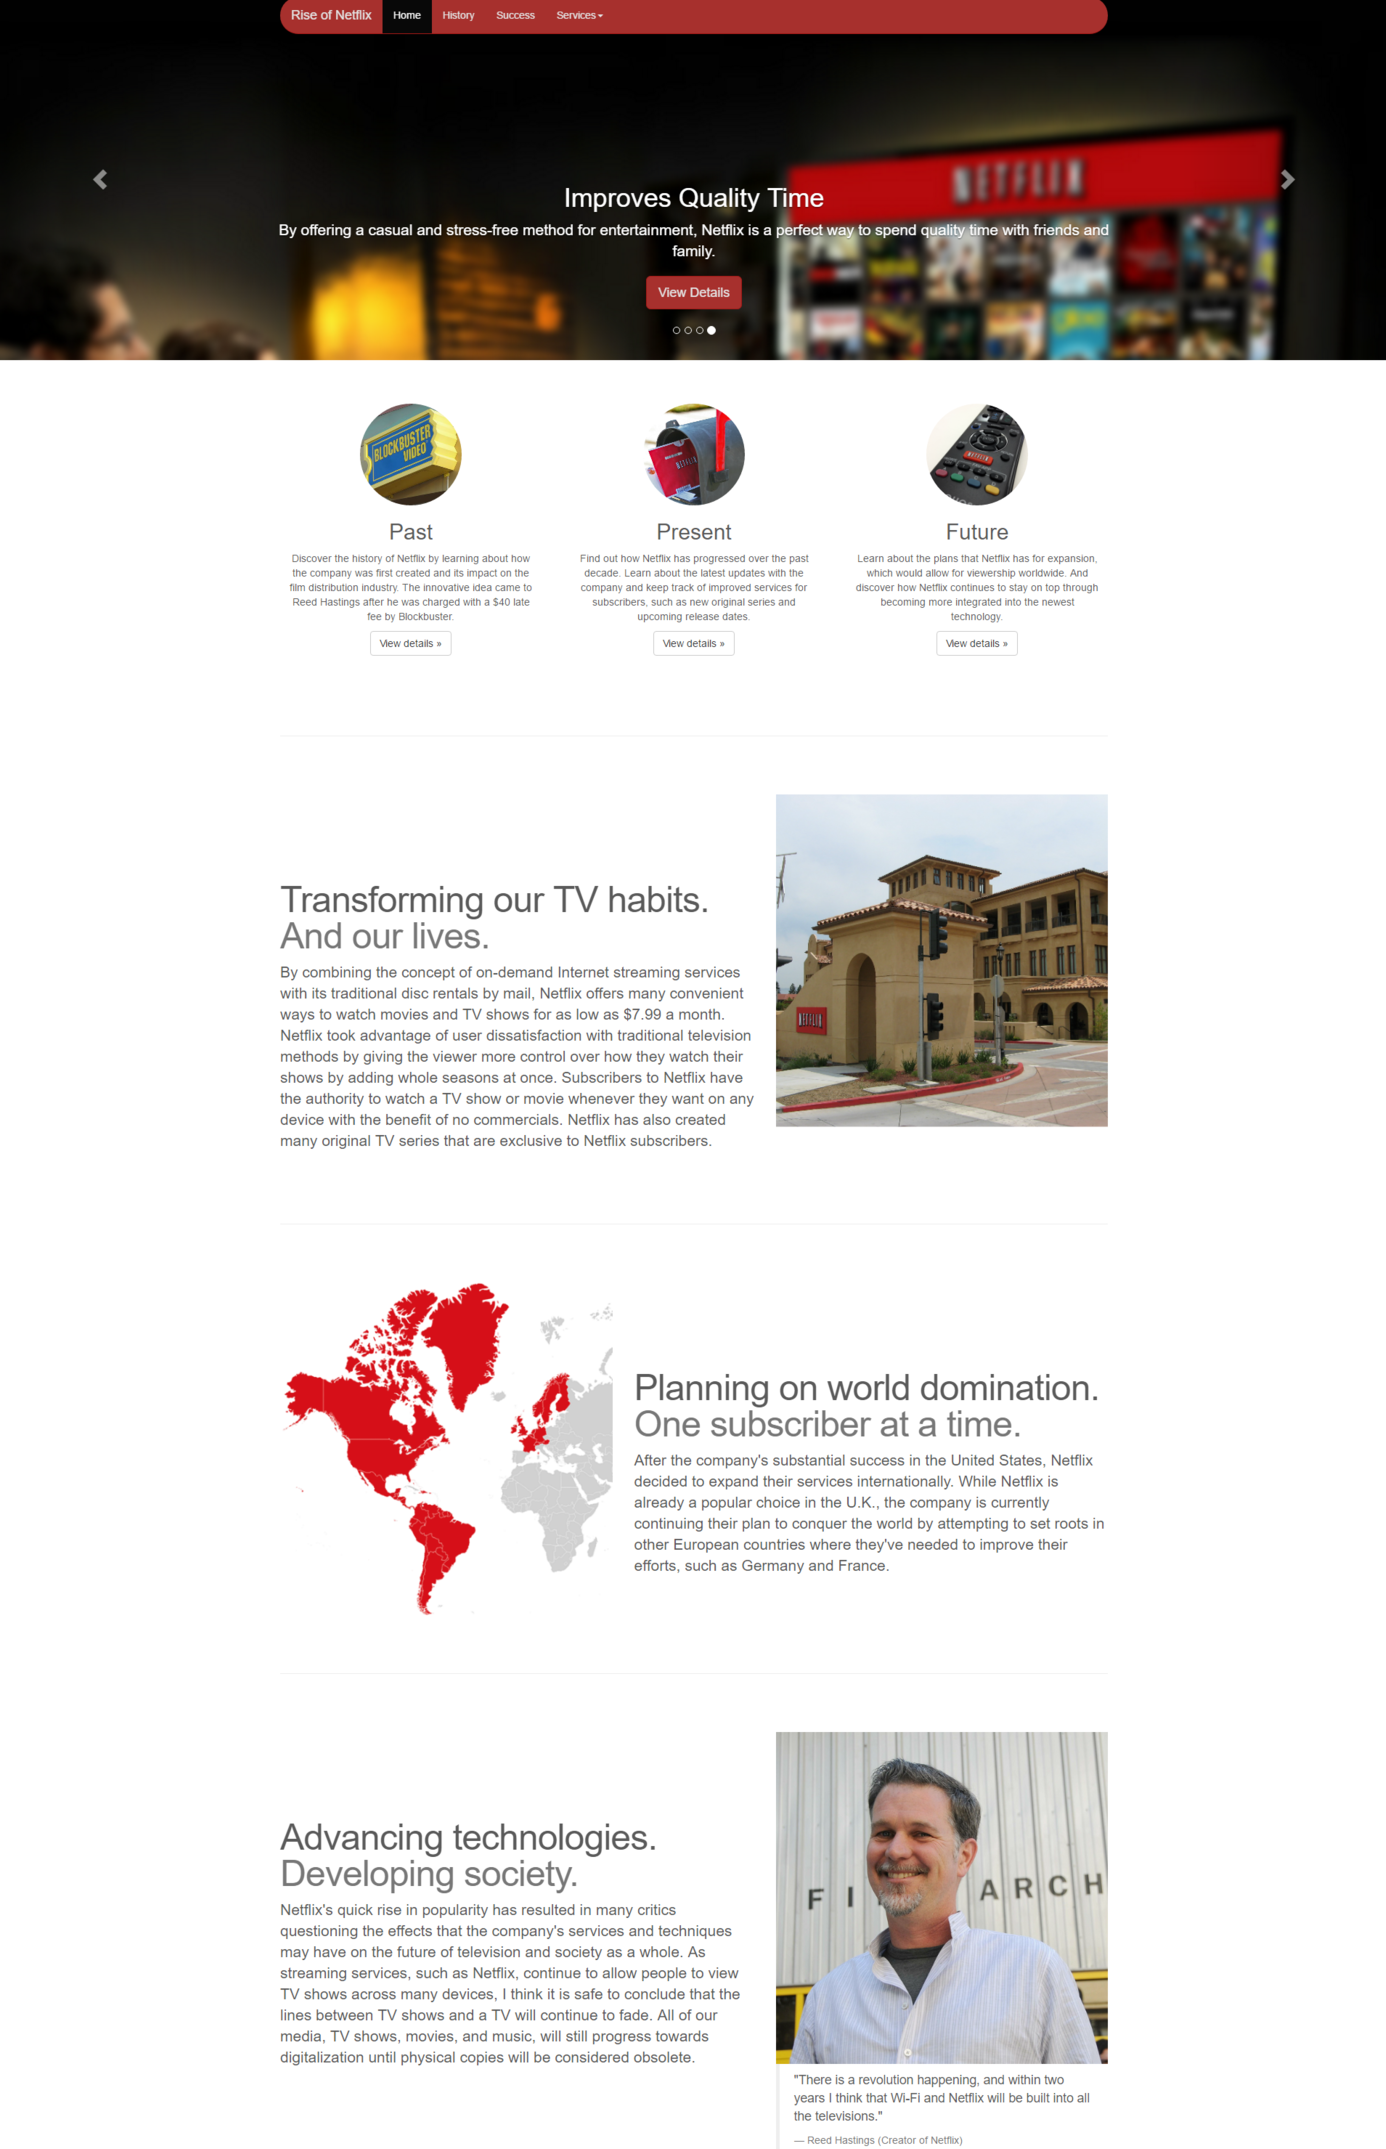 Rise of Netflix Home History Success Services
NETFLIX
Improves Quality Time
By offering a casual and stress-free method for entertainment, Netflix is a perfect way to spend quality time with friends and
family.
View Details
BLOCKBUSTER
VIDEO
NETFLIX
Past
Discover the history of Netflix by learning about how
the company was first created and its impact on the
film distribution industry. The innovative idea came to
Reed Hastings after he was charged with a $40 late
fee by Blockbuster.
View details »
Present
Find out how Netflix has progressed over the past
decade. Learn about the latest updates with the
company and keep track of improved services for
subscribers, such as new original series and
upcoming release dates.
View details »
Future
Learn about the plans that Netflix has for expansion,
which would allow for viewership worldwide. And
discover how Netflix continues to stay on top through
becoming more integrated into the newest
technology.
View details »
Transforming our TV habits.
And our lives.
By combining the concept of on-demand Internet streaming services
with its traditional disc rentals by mail, Netflix offers many convenient
ways to watch movies and TV shows for as low as $7.99 a month.
Netflix took advantage of user dissatisfaction with traditional television
methods by giving the viewer more control over how they watch their
shows by adding whole seasons at once. Subscribers to Netflix have
the authority to watch a TV show or movie whenever they want on any
device with the benefit of no commercials. Netflix has also created
many original TV series that are exclusive to Netflix subscribers.
NETFLIX
Planning on world domination.
One subscriber at a time.
After the company's substantial success in the United States, Netflix
decided to expand their services internationally. While Netflix is
already a popular choice in the U.K., the company is currently
continuing their plan to conquer the world by attempting to set roots in
other European countries where they've needed to improve their
efforts, such as Germany and France.
Advancing technologies.
Developing society.
Netflix's quick rise in popularity has resulted in many critics
questioning the effects that the company's services and techniques
may have on the future of television and society as a whole. As
streaming services, such as Netflix, continue to allow people to view
TV shows across many devices, I think it is safe to conclude that the
lines between TV shows and a TV will continue to fade. All of our
media, TV shows, movies, and music, will still progress towards
digitalization until physical copies will be considered obsolete.
FI ARCH
"There is a revolution happening, and within two
years I think that Wi-Fi and Netflix will be built into all
the televisions."
— Reed Hastings (Creator of Netflix)